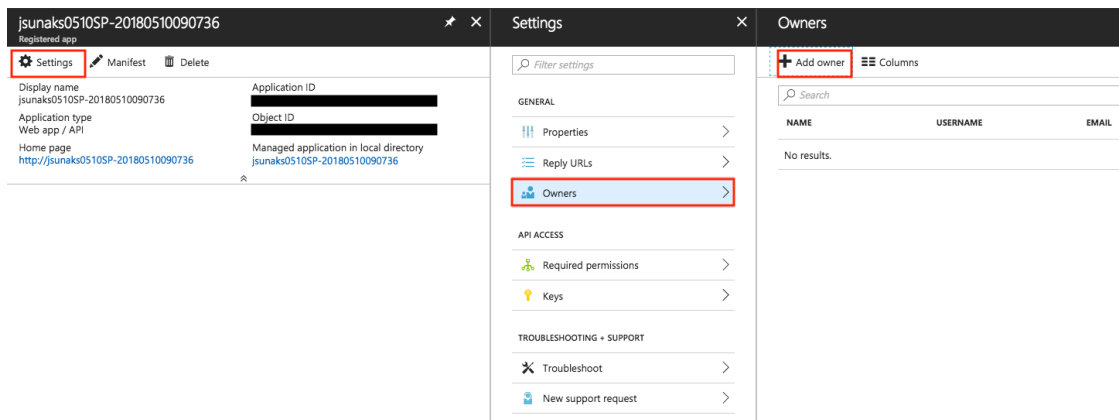 jsunaks0510SP-20180510090736
Registered app
Settings
Manifest
Delete
Display name
jsunaks0510SP-20180510090736
Application type
Web app / API
Home page
http://jsunaks0510SP-20180510090736
Application ID
Object ID
Managed application in local directory
jsunaks0510SP-20180510090736
Settings
Filter settings
GENERAL
Properties
Reply URLs
Owners
API ACCESS
Required permissions
Keys
TROUBLESHOOTING + SUPPORT
Troubleshoot
New support request
Owners
Add owner
Columns
Search
NAME USERNAME EMAIL
No results.